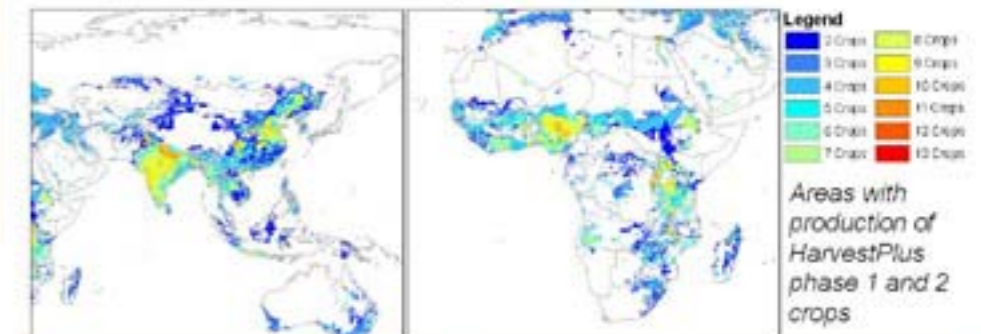 Legend
2 Crops
3 Crops
4 Crops
5 Crops
6 Crops
7 Crops
8 Crops
9 Crops
10 Crops
11 Crops
12 Crops
13 Crops
Areas with
production of
HarvestPlus
phase 1 and 2
crops